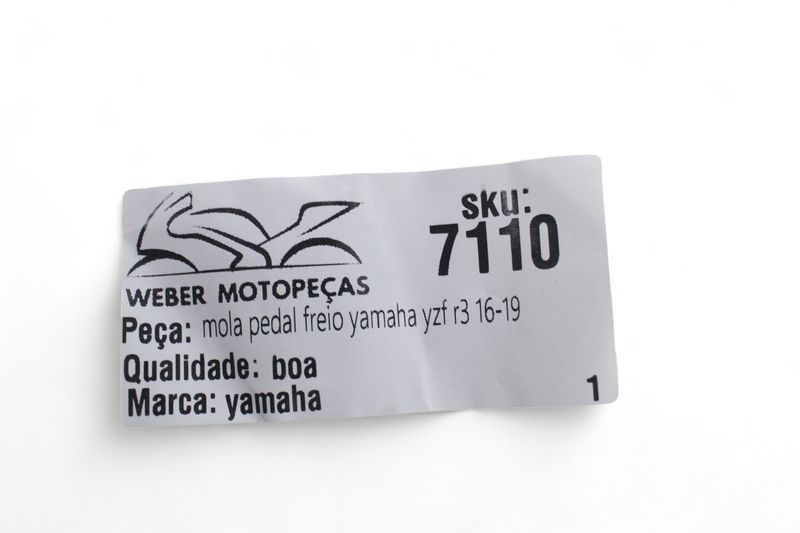 sku:
7110
WEBER MOTOPEÇAS
Peça: mola pedal freio yamaha yzf r3 16-19
Qualidade: boa
Marca: yamaha
1